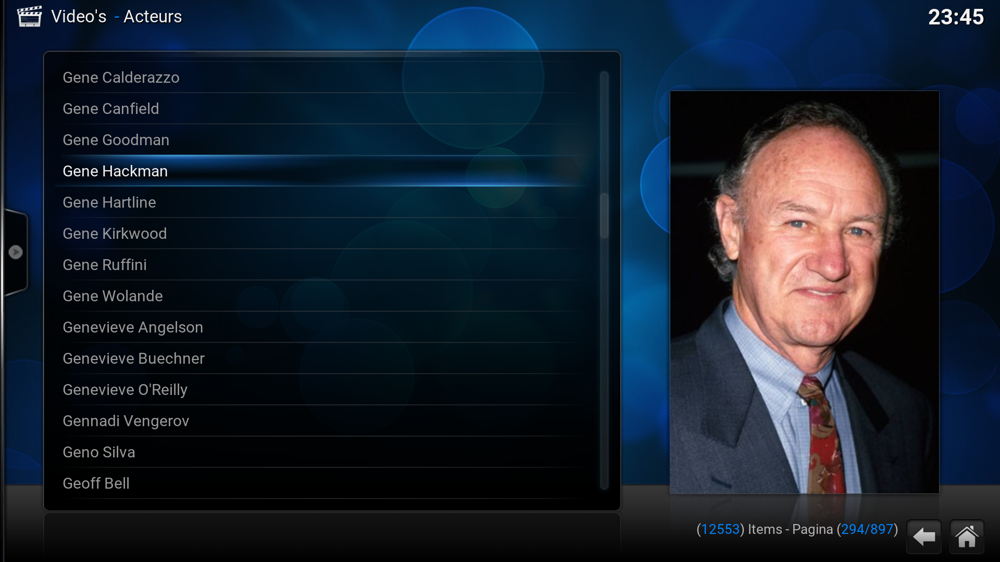 Video's - Acteurs
23:45
Gene Calderazzo
Gene Canfield
Gene Goodman
Gene Hackman
Gene Hartline
Gene Kirkwood
Gene Ruffini
Gene Wolande
Genevieve Angelson
Genevieve Buechner
Genevieve O'Reilly
Gennadi Vengerov
Geno Silva
Geoff Bell
(12553) Items - Pagina (294/897)